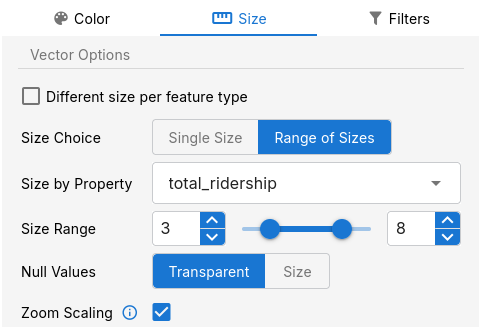 Color Size Filters
Vector Options
Different size per feature type
Size Choice Single Size Range of Sizes
Size by Property total_ridership
Size Range 3 8
Null Values Transparent Size
Zoom Scaling